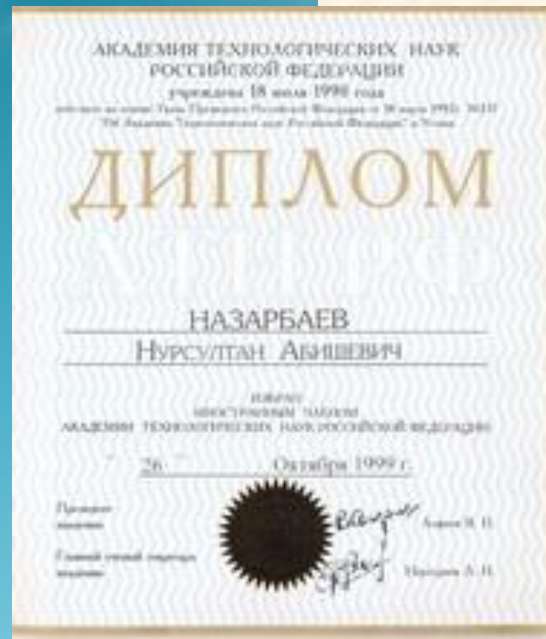 АКАДЕМИЯ ТЕХНОЛОГИЧЕСКИХ НАУК
РОССИЙСКОЙ ФЕДЕРАЦИИ
учреждена 18 июля 1990 года
ДИПЛОМ
НАЗАРБАЕВ
НУРСУЛТАН АБИШЕВИЧ
ИЗБРАН
ИНОСТРАННЫМ ЧЛЕНОМ
АКАДЕМИИ ТЕХНОЛОГИЧЕСКИХ НАУК РОССИЙСКОЙ ФЕДЕРАЦИИ
26 Октября 1999 г.
Президент
академии
Главный ученый секретарь
академии